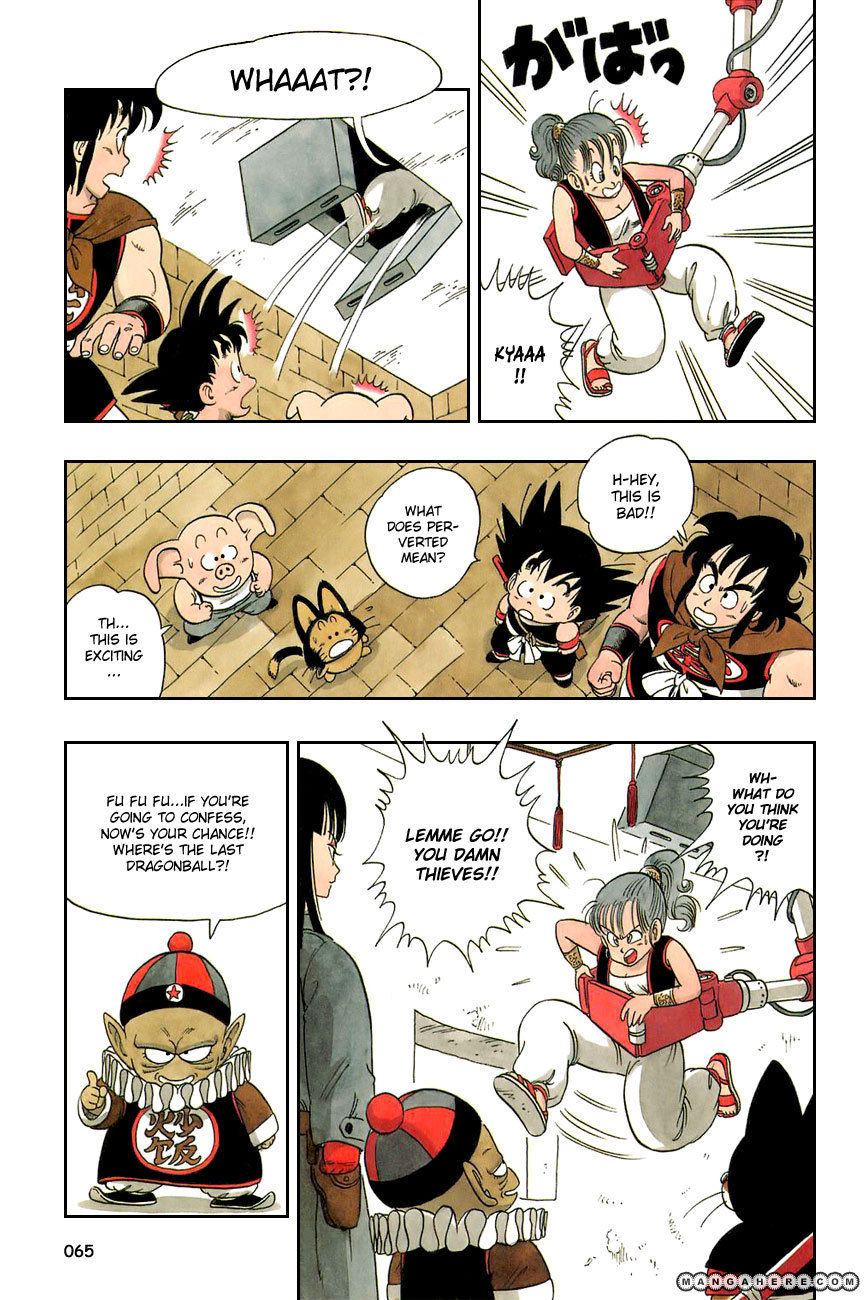 がばっ
KYAAA
!!
WHAAAT?!
H-HEY,
THIS IS
BAD!!
WHAT
DOES PER-
VERTED
MEAN?
TH...
THIS IS
EXCITING
...
WH-
WHAT DO
YOU THINK
YOU'RE
DOING
?!
LEMME GO!!
YOU DAMN
THIEVES!!
FU FU FU...IF YOU'RE
GOING TO CONFESS,
NOW'S YOUR CHANCE!!
WHERE'S THE LAST
DRAGONBALL?!
炒飯
065
MANGAHERE.COM